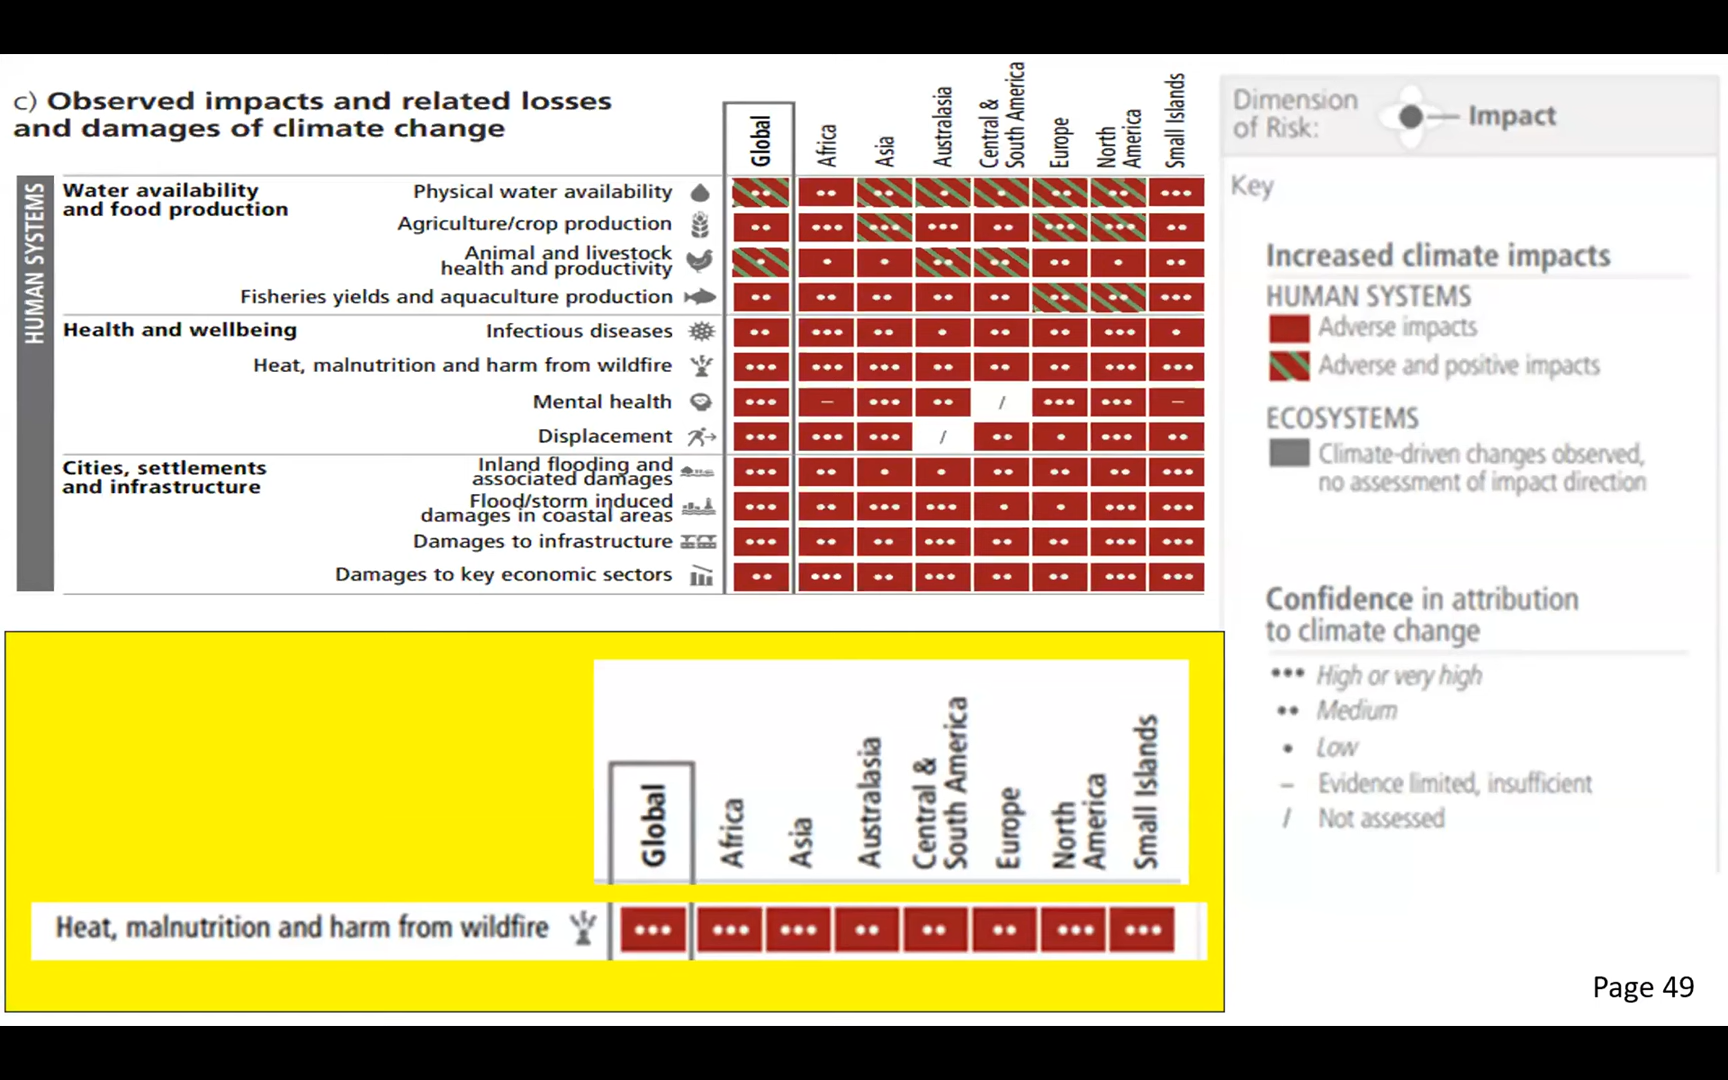 c) Observed impacts and related losses
and damages of climate change
Global
Africa
Asia
Australasia
Central &
South America
Europe
North
America
Small Islands
HUMAN SYSTEMS
Water availability
and food production
Physical water availability
Agriculture/crop production
Animal and livestock
health and productivity
Fisheries yields and aquaculture production
Health and wellbeing
Infectious diseases
Heat, malnutrition and harm from wildfire
Mental health – /
Displacement /
Cities, settlements
and infrastructure
Inland flooding and
associated damages
Flood/storm induced
damages in coastal areas
Damages to infrastructure
Damages to key economic sectors
Dimension
of Risk:
Impact
Key
Increased climate impacts
HUMAN SYSTEMS
Adverse impacts
Adverse and positive impacts
ECOSYSTEMS
Climate-driven changes observed,
no assessment of impact direction
Confidence in attribution
to climate change
••• High or very high
•• Medium
• Low
– Evidence limited, insufficient
/ Not assessed
Global
Africa
Asia
Australasia
Central &
South America
Europe
North
America
Small Islands
Heat, malnutrition and harm from wildfire
Page 49